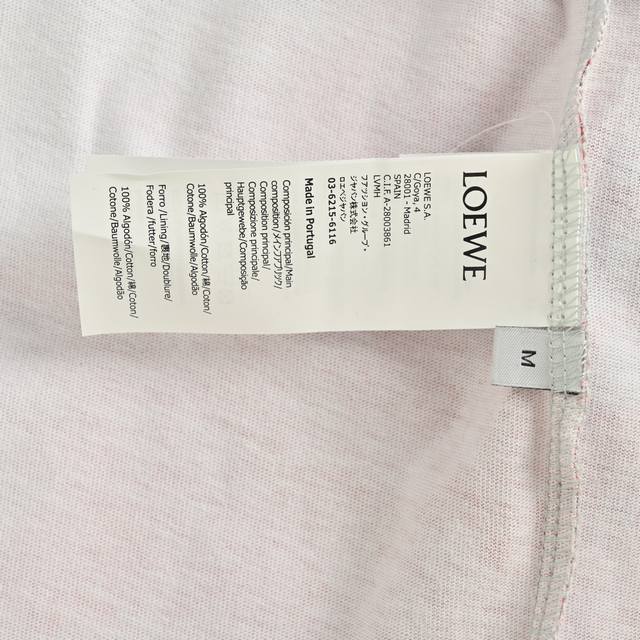 LOEWE
LOEWE S.A.
C/Goya, 4
28001 - Madrid
SPAIN
C.I.F. A-28003861
LVMH
フアッション・グループ・
ジャパン株式会社
ロエベジャパン
03-6215-6116
Made in Portugal
Composición principal/Main
composition/メインフアブリック/
Composition principal/
Composizione principale/
Hauptgewebe/Composição
principal
100% Algodón/Cotton/綿/Coton/
Cotone/Baumwolle/Algodão
Forro /Lining/裏地/Doublure/
Fodera /futter/forro
100% Algodón/Cotton/綿/Coton/
Cotone/Baumwolle/Algodão
M